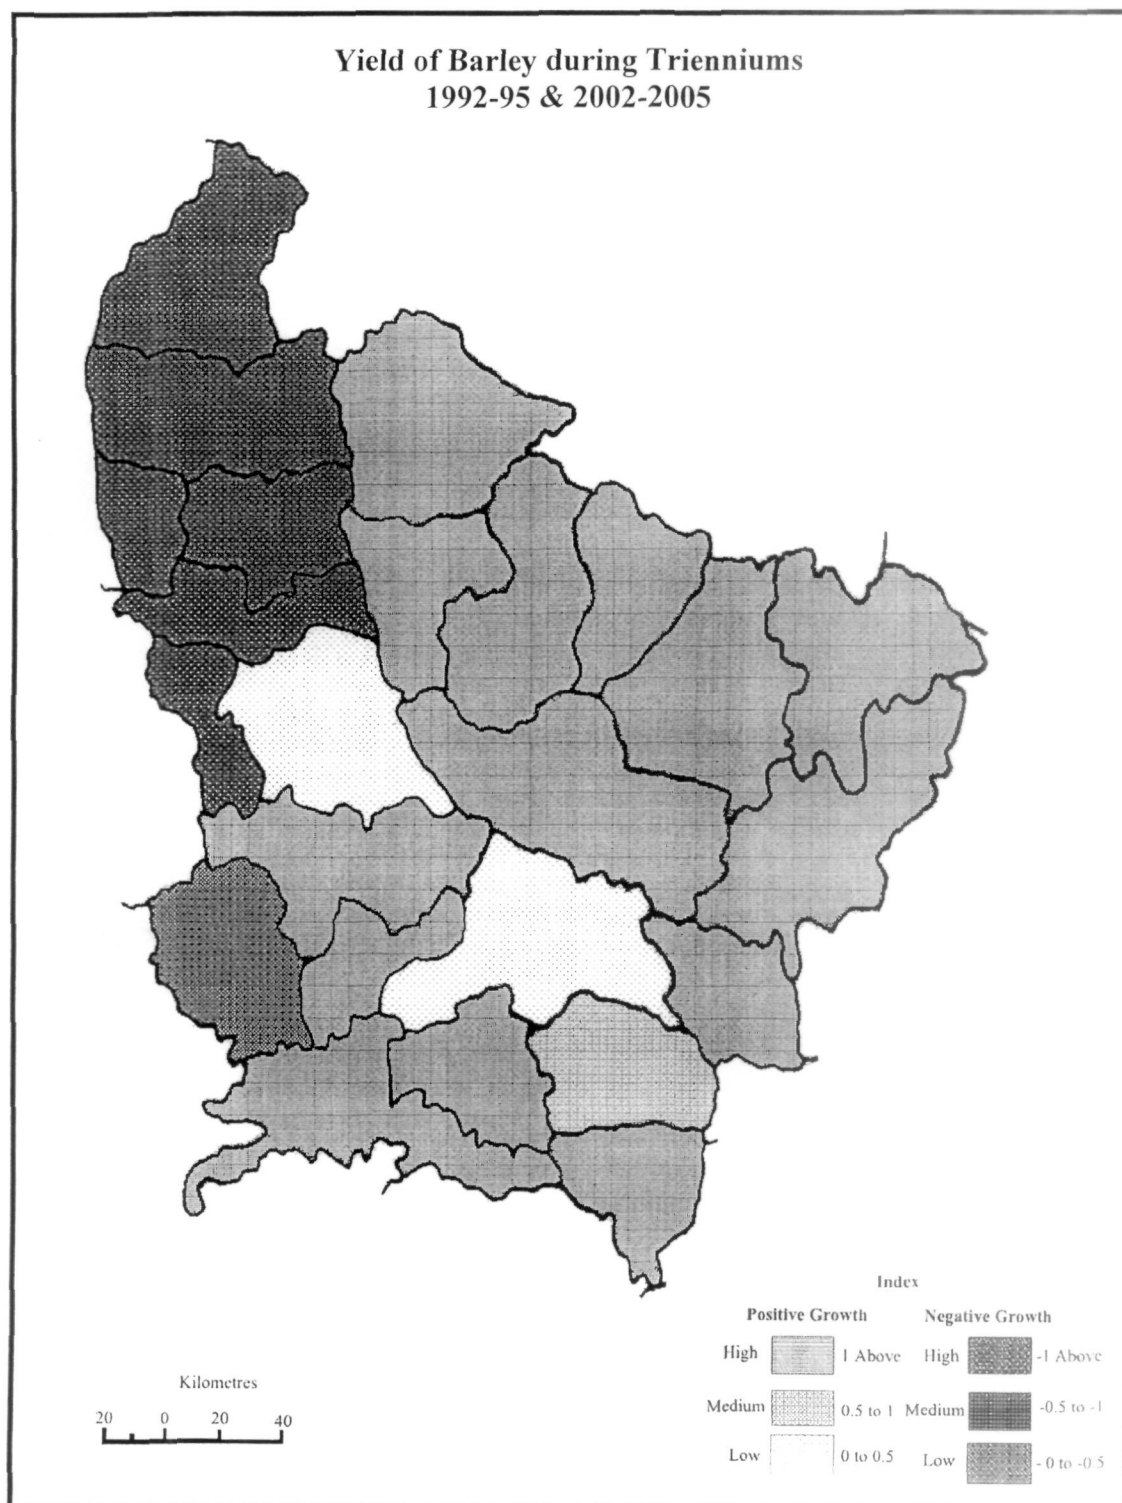 Yield of Barley during Trienniums
1992-95 & 2002-2005
Index
Positive Growth Negative Growth
High 1 Above High -1 Above
Medium 0.5 to 1 Medium -0.5 to -1
Low 0 to 0.5 Low - 0 to -0.5
Kilometres
20 0 20 40